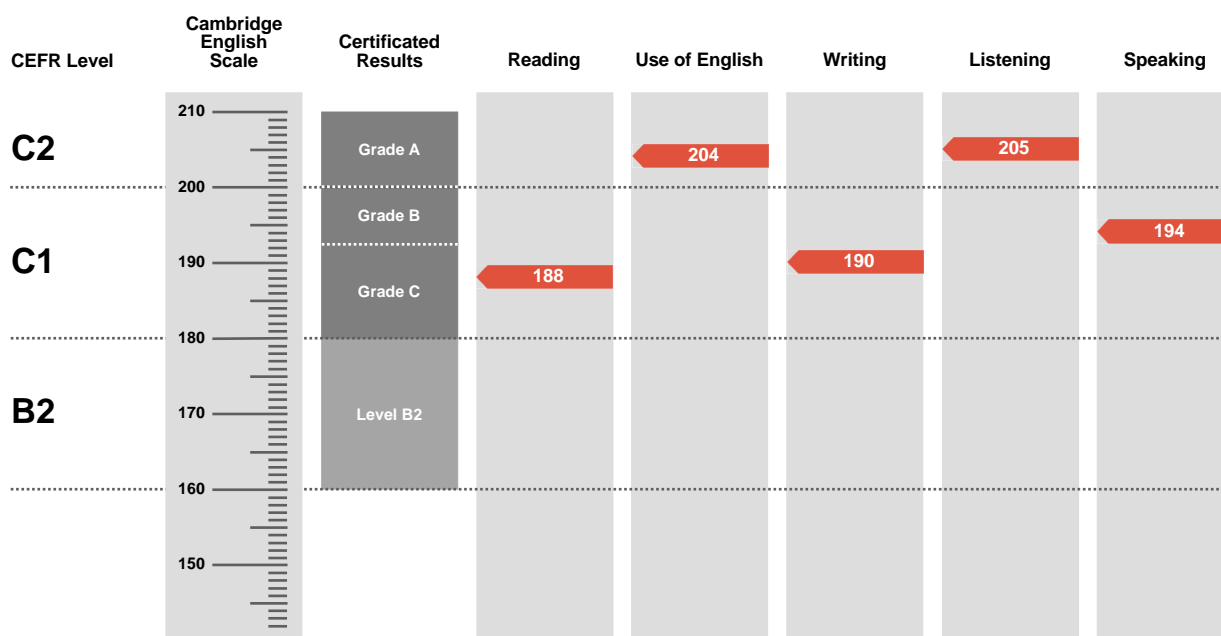 CEFR Level
Cambridge
English
Scale
Certificated
Results
Reading
Use of English
Writing
Listening
Speaking
210
C2
Grade A
204
205
200
Grade B
194
C1
190
188
190
Grade C
180
B2
170
Level B2
160
150